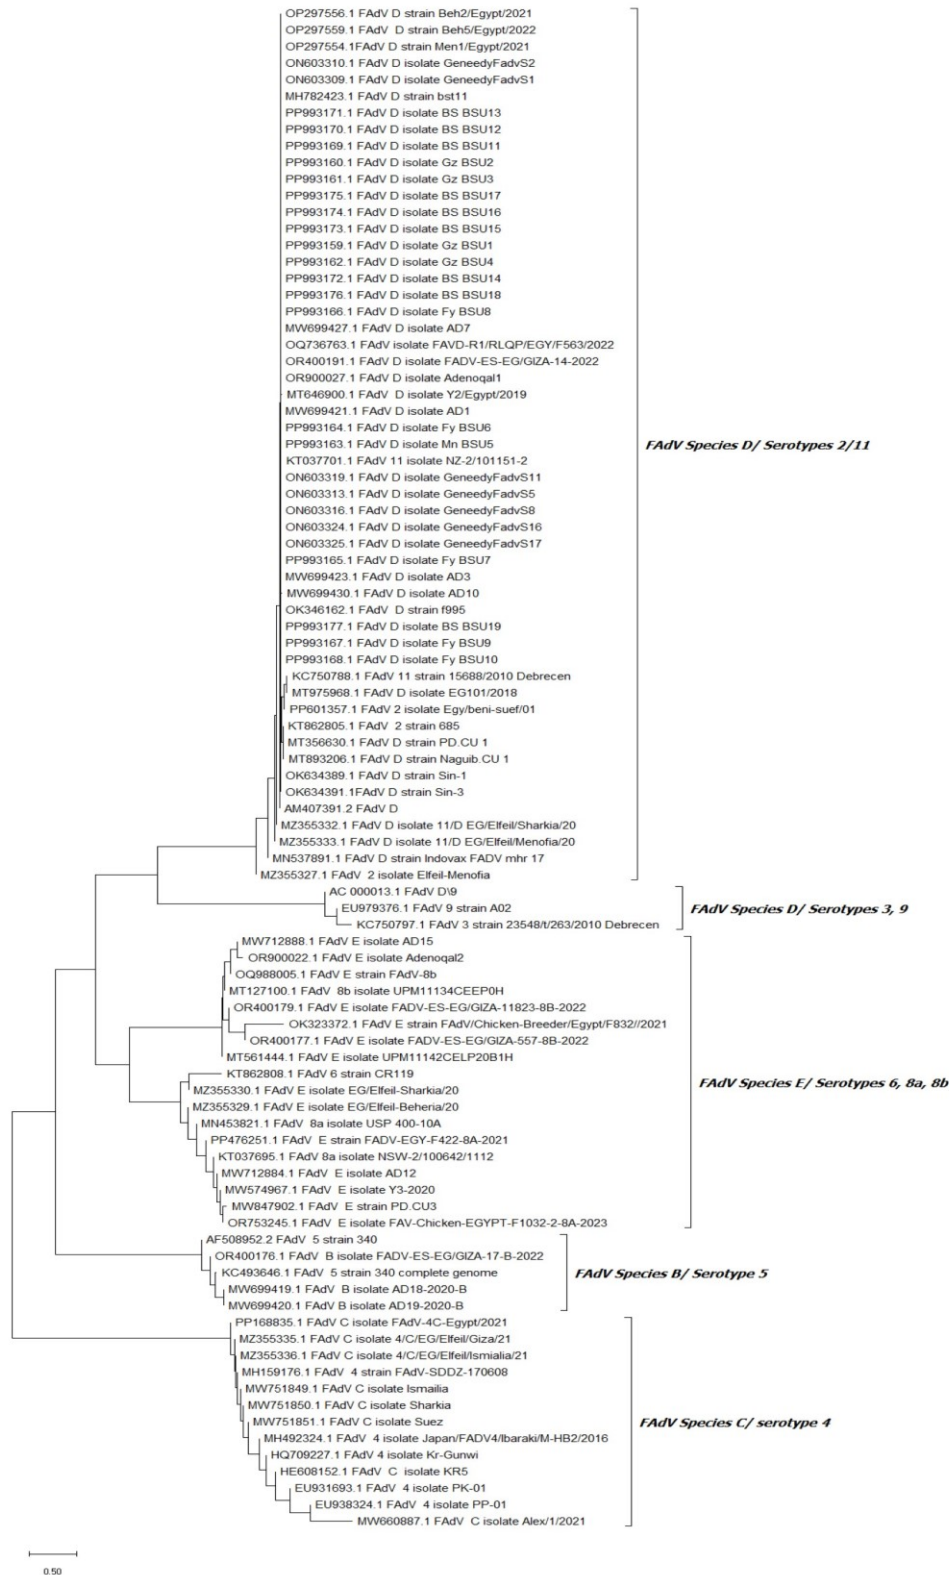 OP297556.1 FAdV D strain Beh2/Egypt/2021
OP297559.1 FAdV D strain Beh5/Egypt/2022
OP297554.1FAdV D strain Men1/Egypt/2021
ON603310.1 FAdV D isolate GeneedyFadvS2
ON603309.1 FAdV D isolate GeneedyFadvS1
MH782423.1 FAdV D strain bst11
PP993171.1 FAdV D isolate BS BSU13
PP993170.1 FAdV D isolate BS BSU12
PP993169.1 FAdV D isolate BS BSU11
PP993160.1 FAdV D isolate Gz BSU2
PP993161.1 FAdV D isolate Gz BSU3
PP993175.1 FAdV D isolate BS BSU17
PP993174.1 FAdV D isolate BS BSU16
PP993173.1 FAdV D isolate BS BSU15
PP993159.1 FAdV D isolate Gz BSU1
PP993162.1 FAdV D isolate Gz BSU4
PP993172.1 FAdV D isolate BS BSU14
PP993176.1 FAdV D isolate BS BSU18
PP993166.1 FAdV D isolate Fy BSU8
MW699427.1 FAdV D isolate AD7
OQ736763.1 FAdV isolate FAVD-R1/RLQP/EGY/F563/2022
OR400191.1 FAdV D isolate FADV-ES-EG/GIZA-14-2022
OR900027.1 FAdV D isolate Adenoqal1
MT646900.1 FAdV D isolate Y2/Egypt/2019
MW699421.1 FAdV D isolate AD1
PP993164.1 FAdV D isolate Fy BSU6
PP993163.1 FAdV D isolate Mn BSU5
KT037701.1 FAdV 11 isolate NZ-2/101151-2
ON603319.1 FAdV D isolate GeneedyFadvS11
ON603313.1 FAdV D isolate GeneedyFadvS5
ON603316.1 FAdV D isolate GeneedyFadvS8
ON603324.1 FAdV D isolate GeneedyFadvS16
ON603325.1 FAdV D isolate GeneedyFadvS17
PP993165.1 FAdV D isolate Fy BSU7
MW699423.1 FAdV D isolate AD3
MW699430.1 FAdV D isolate AD10
OK346162.1 FAdV D strain f995
PP993177.1 FAdV D isolate BS BSU19
PP993167.1 FAdV D isolate Fy BSU9
PP993168.1 FAdV D isolate Fy BSU10
KC750788.1 FAdV 11 strain 15688/2010 Debrecen
MT975968.1 FAdV D isolate EG101/2018
PP601357.1 FAdV 2 isolate Egy/beni-suef/01
KT862805.1 FAdV 2 strain 685
MT356630.1 FAdV D strain PD.CU 1
MT893206.1 FAdV D strain Naguib.CU 1
OK634389.1 FAdV D strain Sin-1
OK634391.1FAdV D strain Sin-3
AM407391.2 FAdV D
MZ355332.1 FAdV D isolate 11/D EG/Elfeil/Sharkia/20
MZ355333.1 FAdV D isolate 11/D EG/Elfeil/Menofia/20
MN537891.1 FAdV D strain Indovax FADV mhr 17
MZ355327.1 FAdV 2 isolate Elfeil-Menofia
FAdV Species D/ Serotypes 2/11
AC 000013.1 FAdV D\9
EU979376.1 FAdV 9 strain A02
KC750797.1 FAdV 3 strain 23548/t/263/2010 Debrecen
FAdV Species D/ Serotypes 3, 9
MW712888.1 FAdV E isolate AD15
OR900022.1 FAdV E isolate Adenoqal2
OQ988005.1 FAdV E strain FAdV-8b
MT127100.1 FAdV 8b isolate UPM11134CEEP0H
OR400179.1 FAdV E isolate FADV-ES-EG/GIZA-11823-8B-2022
OK323372.1 FAdV E strain FAdV/Chicken-Breeder/Egypt/F832//2021
OR400177.1 FAdV E isolate FADV-ES-EG/GIZA-557-8B-2022
MT561444.1 FAdV E isolate UPM11142CELP20B1H
KT862808.1 FAdV 6 strain CR119
MZ355330.1 FAdV E isolate EG/Elfeil-Sharkia/20
MZ355329.1 FAdV E isolate EG/Elfeil-Beheria/20
MN453821.1 FAdV 8a isolate USP 400-10A
PP476251.1 FAdV E strain FADV-EGY-F422-8A-2021
KT037695.1 FAdV 8a isolate NSW-2/100642/1112
MW712884.1 FAdV E isolate AD12
MW574967.1 FAdV E isolate Y3-2020
MW847902.1 FAdV E strain PD.CU3
OR753245.1 FAdV E isolate FAV-Chicken-EGYPT-F1032-2-8A-2023
FAdV Species E/ Serotypes 6, 8a, 8b
AF508952.2 FAdV 5 strain 340
OR400176.1 FAdV B isolate FADV-ES-EG/GIZA-17-B-2022
KC493646.1 FAdV 5 strain 340 complete genome
MW699419.1 FAdV B isolate AD18-2020-B
MW699420.1 FAdV B isolate AD19-2020-B
FAdV Species B/ Serotype 5
PP168835.1 FAdV C isolate FAdV-4C-Egypt/2021
MZ355335.1 FAdV C isolate 4/C/EG/Elfeil/Giza/21
MZ355336.1 FAdV C isolate 4/C/EG/Elfeil/Ismialia/21
MH159176.1 FAdV 4 strain FAdV-SDDZ-170608
MW751849.1 FAdV C isolate Ismailia
MW751850.1 FAdV C isolate Sharkia
MW751851.1 FAdV C isolate Suez
MH492324.1 FAdV 4 isolate Japan/FADV4/Ibaraki/M-HB2/2016
HQ709227.1 FAdV 4 isolate Kr-Gunwi
HE608152.1 FAdV C isolate KR5
EU931693.1 FAdV 4 isolate PK-01
EU938324.1 FAdV 4 isolate PP-01
MW660887.1 FAdV C isolate Alex/1/2021
FAdV Species C/ serotype 4
0.50